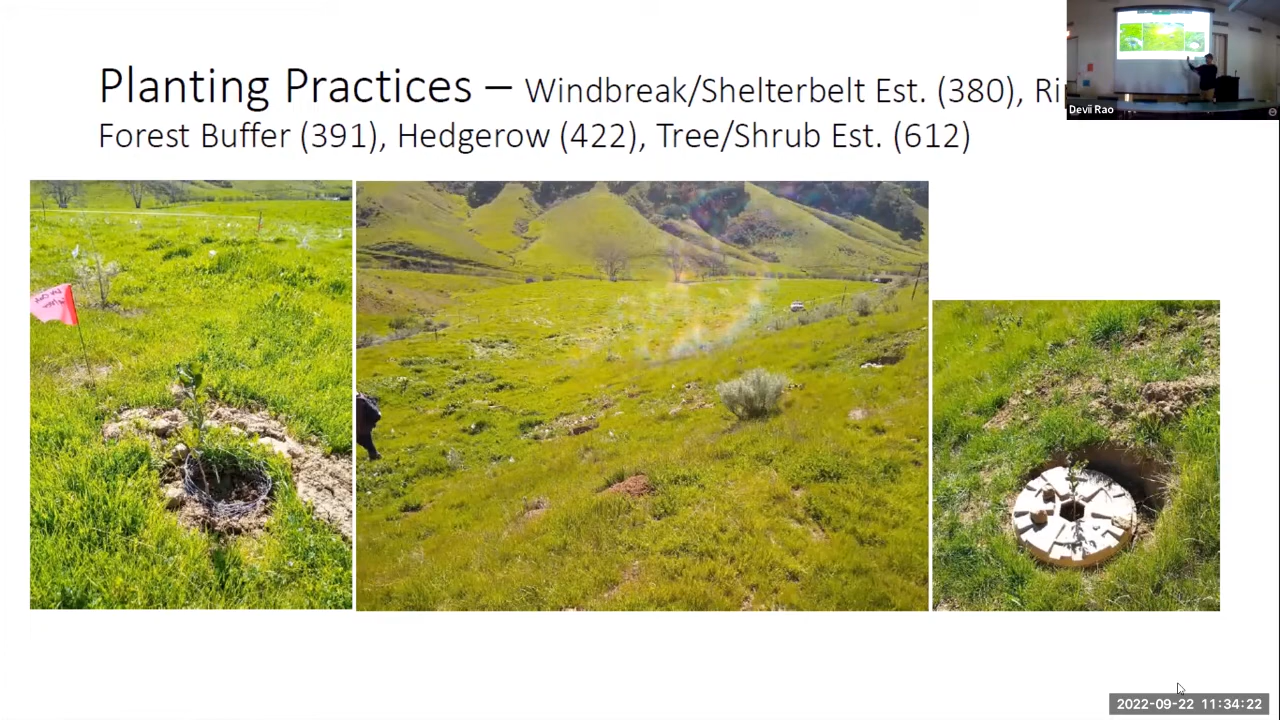 Planting Practices – Windbreak/Shelterbelt Est. (380), Ri
Forest Buffer (391), Hedgerow (422), Tree/Shrub Est. (612)
Devii Rao
2022-09-22 11:34:22